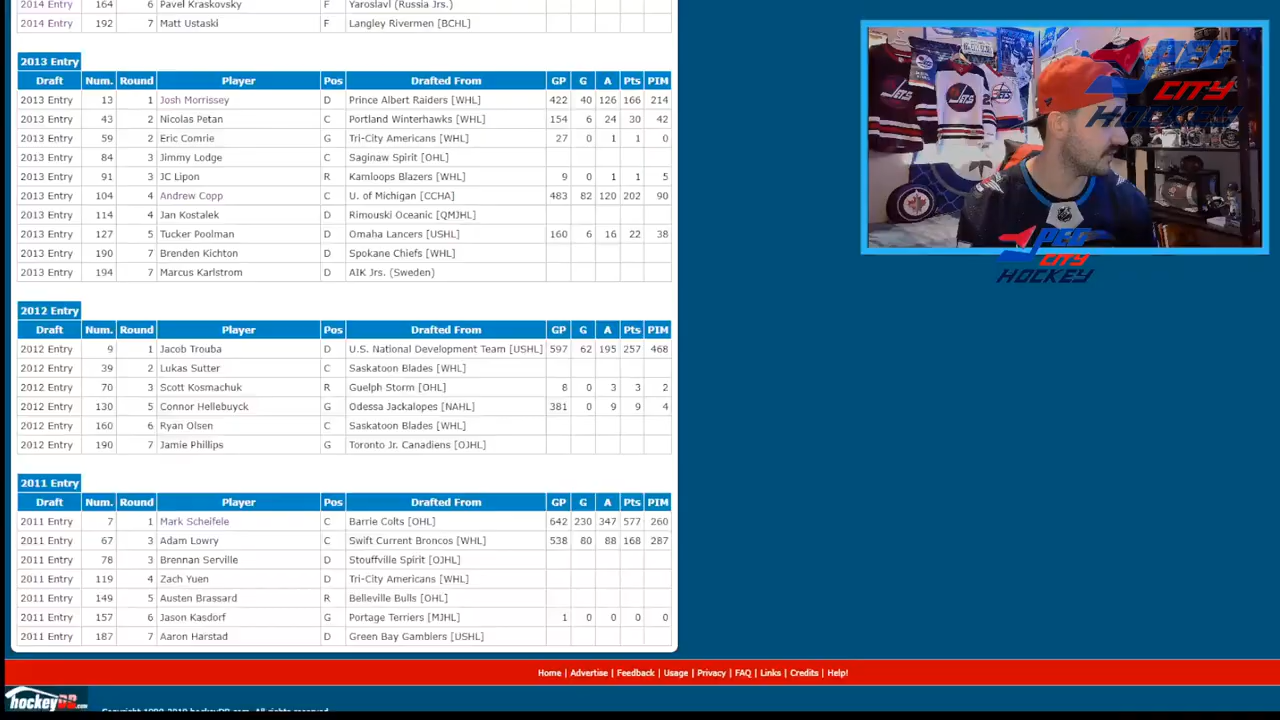 2014 Entry 164 6 Pavel Kraskovsky F Yaroslavl (Russia Jrs.)
2014 Entry 192 7 Matt Ustaski F Langley Rivermen [BCHL]
2013 Entry
Draft Num. Round Player Pos Drafted From GP G A Pts PIM
2013 Entry 13 1 Josh Morrissey D Prince Albert Raiders [WHL] 422 40 126 166 214
2013 Entry 43 2 Nicolas Petan C Portland Winterhawks [WHL] 154 6 24 30 42
2013 Entry 59 2 Eric Comrie G Tri-City Americans [WHL] 27 0 1 1 0
2013 Entry 84 3 Jimmy Lodge C Saginaw Spirit [OHL]
2013 Entry 91 3 JC Lipon R Kamloops Blazers [WHL] 9 0 1 1 5
2013 Entry 104 4 Andrew Copp C U. of Michigan [CCHA] 483 82 120 202 90
2013 Entry 114 4 Jan Kostalek D Rimouski Oceanic [QMJHL]
2013 Entry 127 5 Tucker Poolman D Omaha Lancers [USHL] 160 6 16 22 38
2013 Entry 190 7 Brenden Kichton D Spokane Chiefs [WHL]
2013 Entry 194 7 Marcus Karlstrom D AIK Jrs. (Sweden)
2012 Entry
Draft Num. Round Player Pos Drafted From GP G A Pts PIM
2012 Entry 9 1 Jacob Trouba D U.S. National Development Team [USHL] 597 62 195 257 468
2012 Entry 39 2 Lukas Sutter C Saskatoon Blades [WHL]
2012 Entry 70 3 Scott Kosmachuk R Guelph Storm [OHL] 8 0 3 3 2
2012 Entry 130 5 Connor Hellebuyck G Odessa Jackalopes [NAHL] 381 0 9 9 4
2012 Entry 160 6 Ryan Olsen C Saskatoon Blades [WHL]
2012 Entry 190 7 Jamie Phillips G Toronto Jr. Canadiens [OJHL]
2011 Entry
Draft Num. Round Player Pos Drafted From GP G A Pts PIM
2011 Entry 7 1 Mark Scheifele C Barrie Colts [OHL] 642 230 347 577 260
2011 Entry 67 3 Adam Lowry C Swift Current Broncos [WHL] 538 80 88 168 287
2011 Entry 78 3 Brennan Serville D Stouffville Spirit [OJHL]
2011 Entry 119 4 Zach Yuen D Tri-City Americans [WHL]
2011 Entry 149 5 Austen Brassard R Belleville Bulls [OHL]
2011 Entry 157 6 Jason Kasdorf G Portage Terriers [MJHL] 1 0 0 0 0
2011 Entry 187 7 Aaron Harstad D Green Bay Gamblers [USHL]
Home | Advertise | Feedback | Usage | Privacy | FAQ | Links | Credits | Help!
hockeyDB.com
JETS
PEG
CITY
HOCKEY
PEG
CITY
HOCKEY